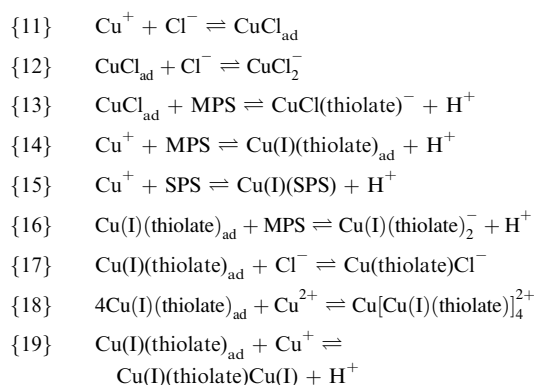 {11} Cu⁺ + Cl⁻ ⇌ CuCl_ad
{12} CuCl_ad + Cl⁻ ⇌ CuCl₂⁻
{13} CuCl_ad + MPS ⇌ CuCl(thiolate)⁻ + H⁺
{14} Cu⁺ + MPS ⇌ Cu(I)(thiolate)_ad + H⁺
{15} Cu⁺ + SPS ⇌ Cu(I)(SPS) + H⁺
{16} Cu(I)(thiolate)_ad + MPS ⇌ Cu(I)(thiolate)₂⁻ + H⁺
{17} Cu(I)(thiolate)_ad + Cl⁻ ⇌ Cu(thiolate)Cl⁻
{18} 4Cu(I)(thiolate)_ad + Cu²⁺ ⇌ Cu[Cu(I)(thiolate)]₄²⁺
{19} Cu(I)(thiolate)_ad + Cu⁺ ⇌
Cu(I)(thiolate)Cu(I) + H⁺